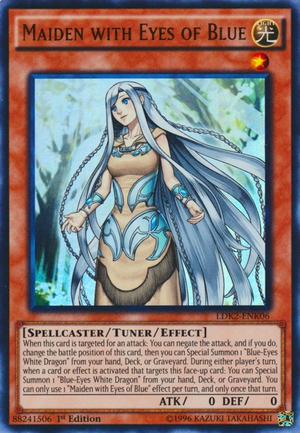 MAIDEN WITH EYES OF BLUE
LIGHT
光
LDK2-ENK06
[SPELLCASTER/TUNER/EFFECT]
When this card is targeted for an attack: You can negate the attack, and if you do,
change the battle position of this card, then you can Special Summon 1 "Blue-Eyes
White Dragon" from your hand, Deck, or Graveyard. During either player's turn,
when a card or effect is activated that targets this face-up card: You can Special
Summon 1 "Blue-Eyes White Dragon" from your hand, Deck, or Graveyard. You
can only use 1 "Maiden with Eyes of Blue" effect per turn, and only once that turn.
ATK/ 0 DEF/ 0
88241506 1st Edition ©1996 KAZUKI TAKAHASHI